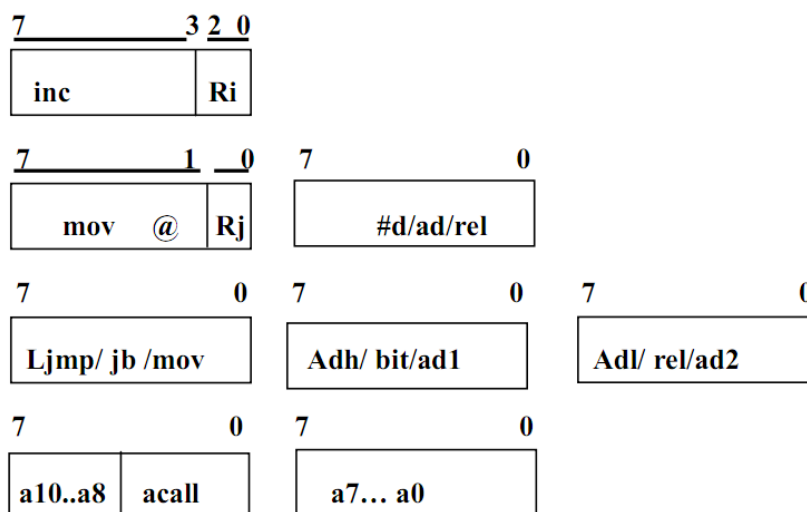 7 3 2 0
inc Ri
7 1 0 7 0
mov @ Rj #d/ad/rel
7 0 7 0 7 0
Ljmp/ jb /mov Adh/ bit/ad1 Adl/ rel/ad2
7 0 7 0
a10..a8 acall a7... a0